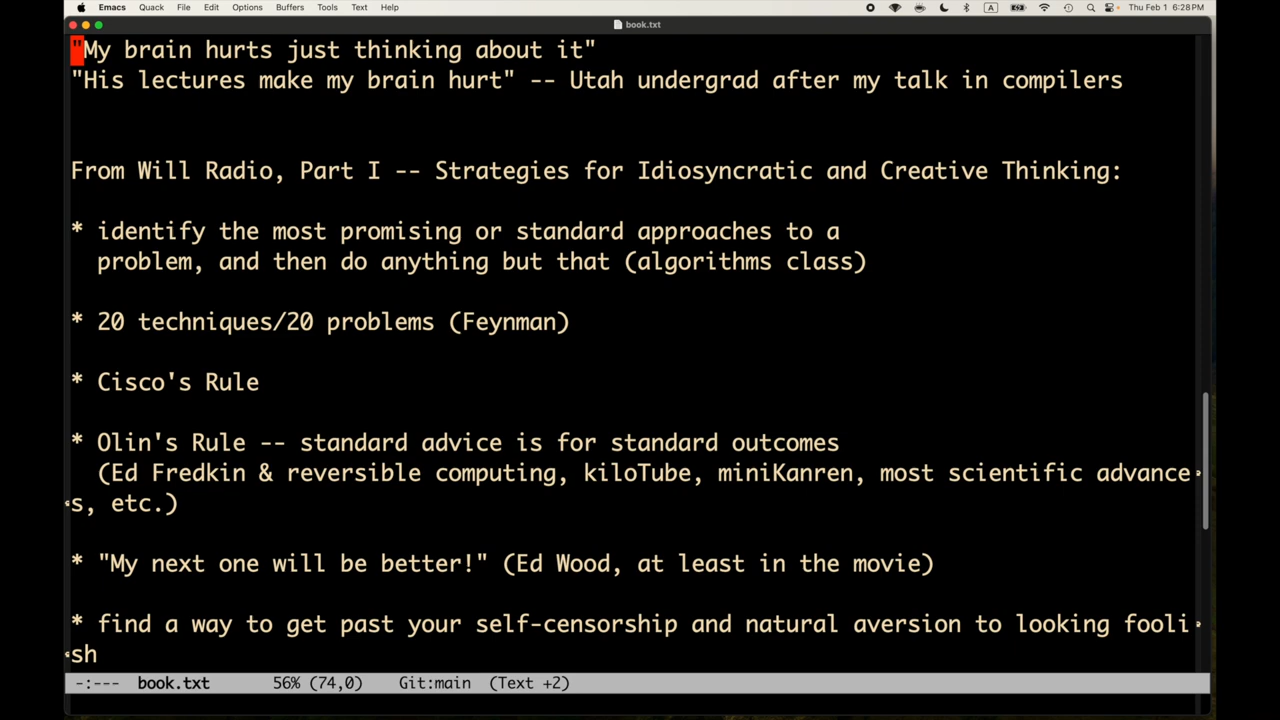 Emacs Quack File Edit Options Buffers Tools Text Help A Thu Feb 1 6:28 PM
book.txt
"My brain hurts just thinking about it"
"His lectures make my brain hurt" -- Utah undergrad after my talk in compilers
From Will Radio, Part I -- Strategies for Idiosyncratic and Creative Thinking:
* identify the most promising or standard approaches to a
problem, and then do anything but that (algorithms class)
* 20 techniques/20 problems (Feynman)
* Cisco's Rule
* Olin's Rule -- standard advice is for standard outcomes
(Ed Fredkin & reversible computing, kiloTube, miniKanren, most scientific advance
s, etc.)
* "My next one will be better!" (Ed Wood, at least in the movie)
* find a way to get past your self-censorship and natural aversion to looking fooli
sh
-:--- book.txt 56% (74,0) Git:main (Text +2)